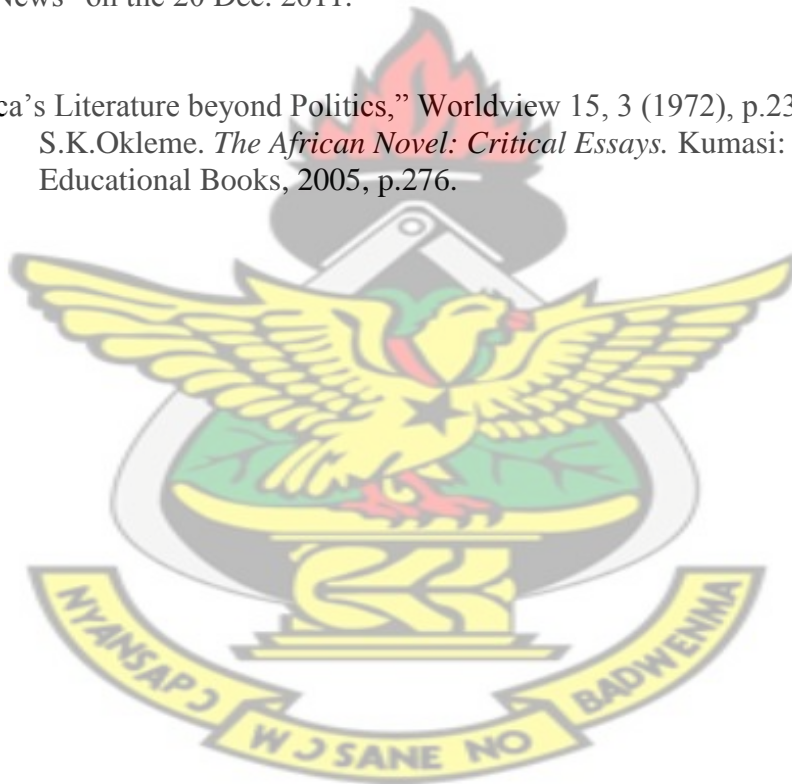 News" on the 20 Dec. 2011.
ca's Literature beyond Politics," Worldview 15, 3 (1972), p.23
S.K.Okleme. The African Novel: Critical Essays. Kumasi:
Educational Books, 2005, p.276.
NYANSAPƆ WƆSANE NO BADWENMA